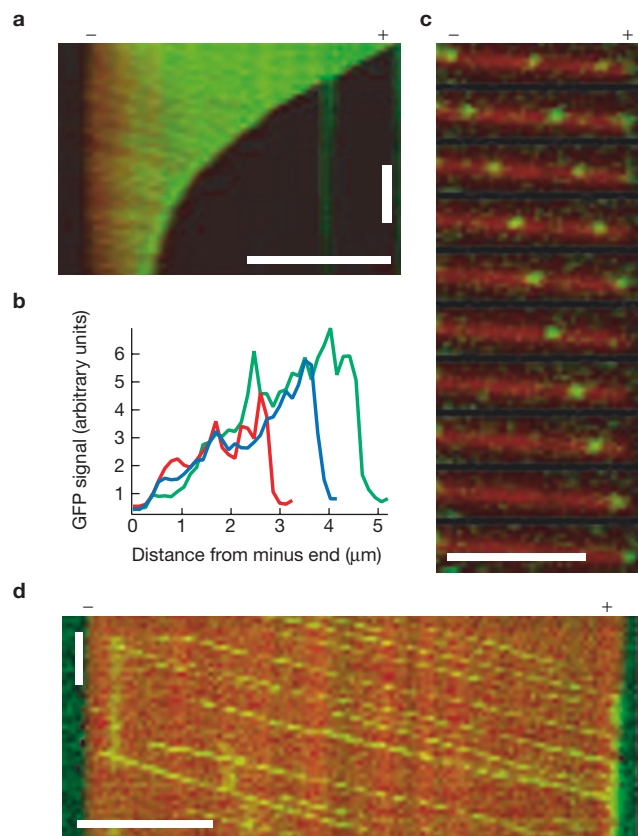 a
– +
b
GFP signal (arbitrary units)
6
5
4
3
2
1
0 1 2 3 4 5
Distance from minus end (μm)
c
– +
d
– +